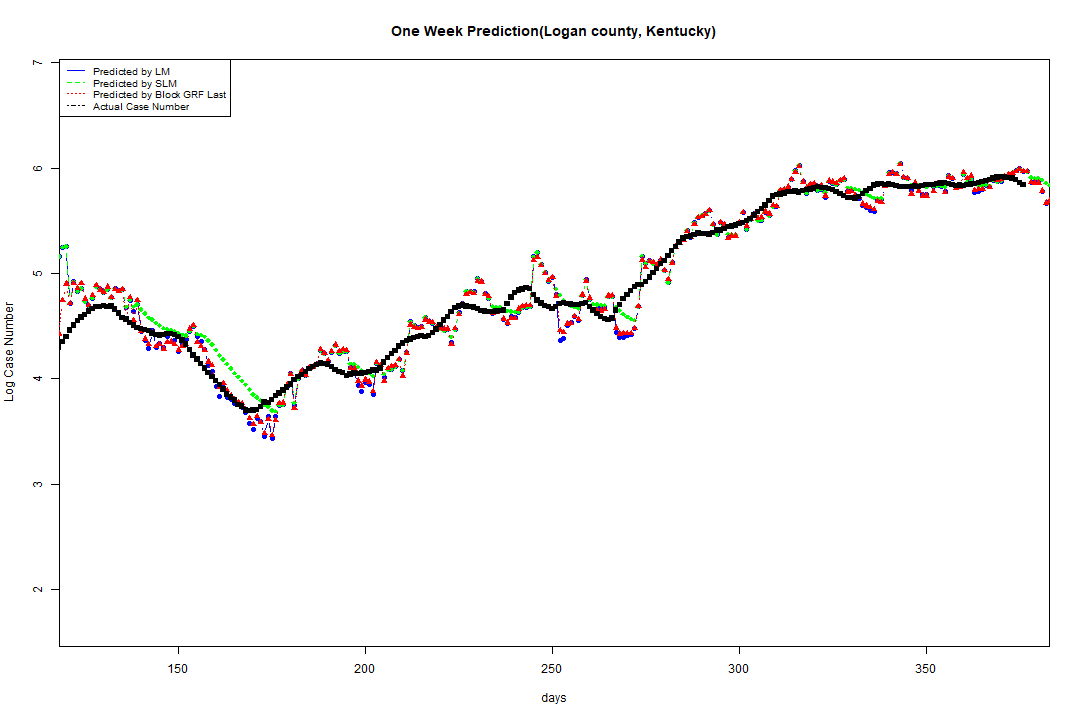 One Week Prediction(Logan county, Kentucky)
Predicted by LM
Predicted by SLM
Predicted by Block GRF Last
Actual Case Number
Log Case Number
7
6
5
4
3
2
150 200 250 300 350
days